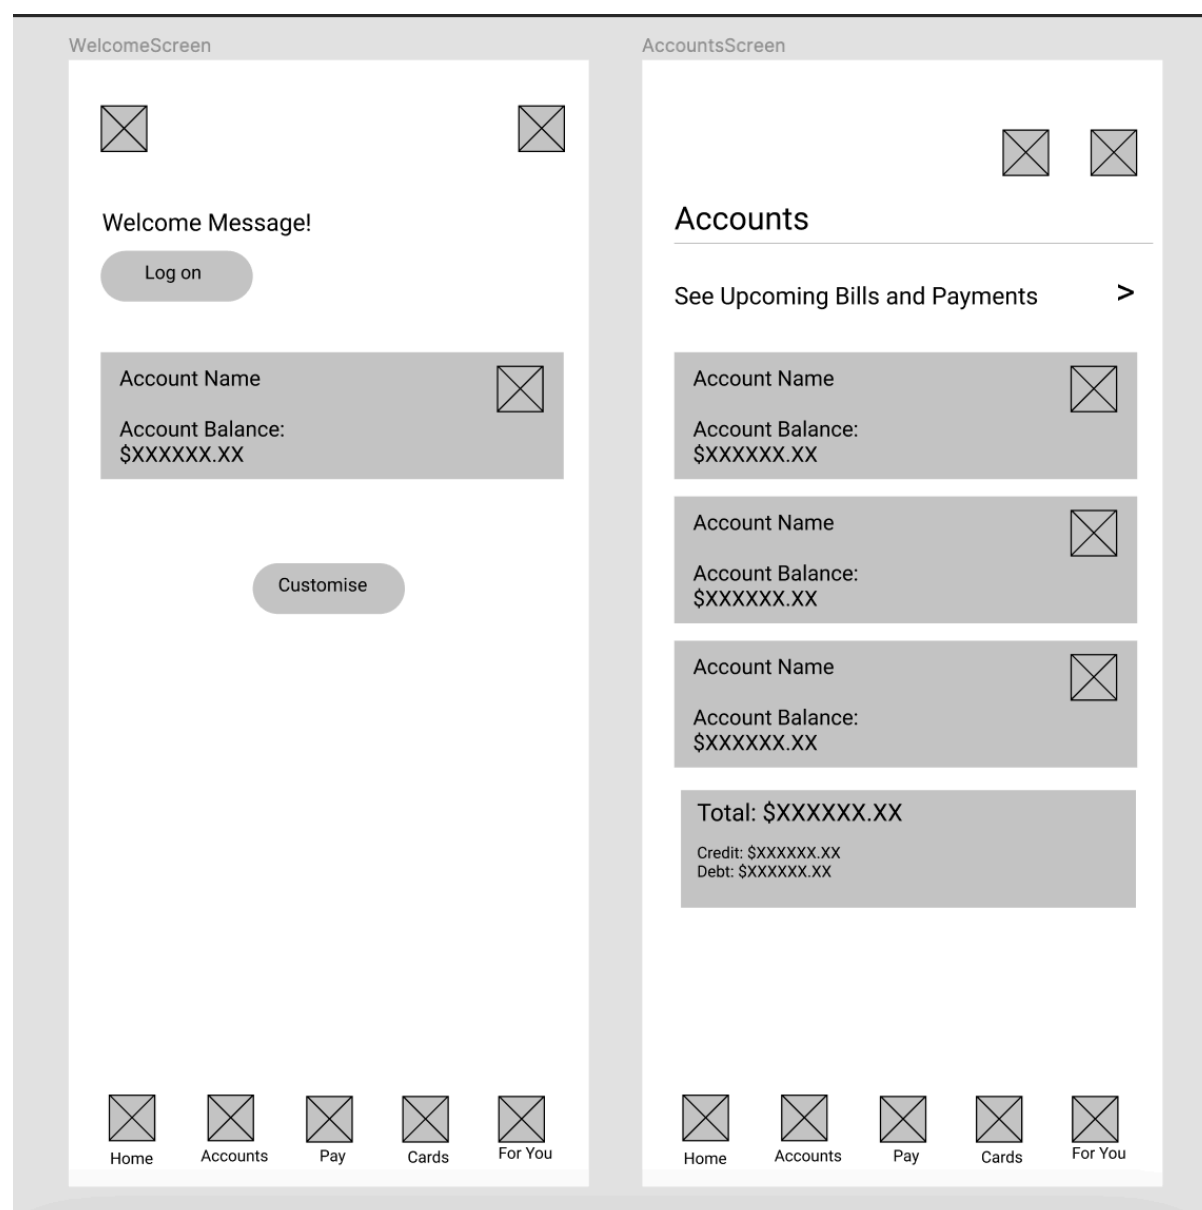 WelcomeScreen
Welcome Message!
Log on
Account Name
Account Balance:
$XXXXXX.XX
Customise
Home
Accounts
Pay
Cards
For You
AccountsScreen
Accounts
See Upcoming Bills and Payments >
Account Name
Account Balance:
$XXXXXX.XX
Account Name
Account Balance:
$XXXXXX.XX
Account Name
Account Balance:
$XXXXXX.XX
Total: $XXXXXX.XX
Credit: $XXXXXX.XX
Debt: $XXXXXX.XX
Home
Accounts
Pay
Cards
For You